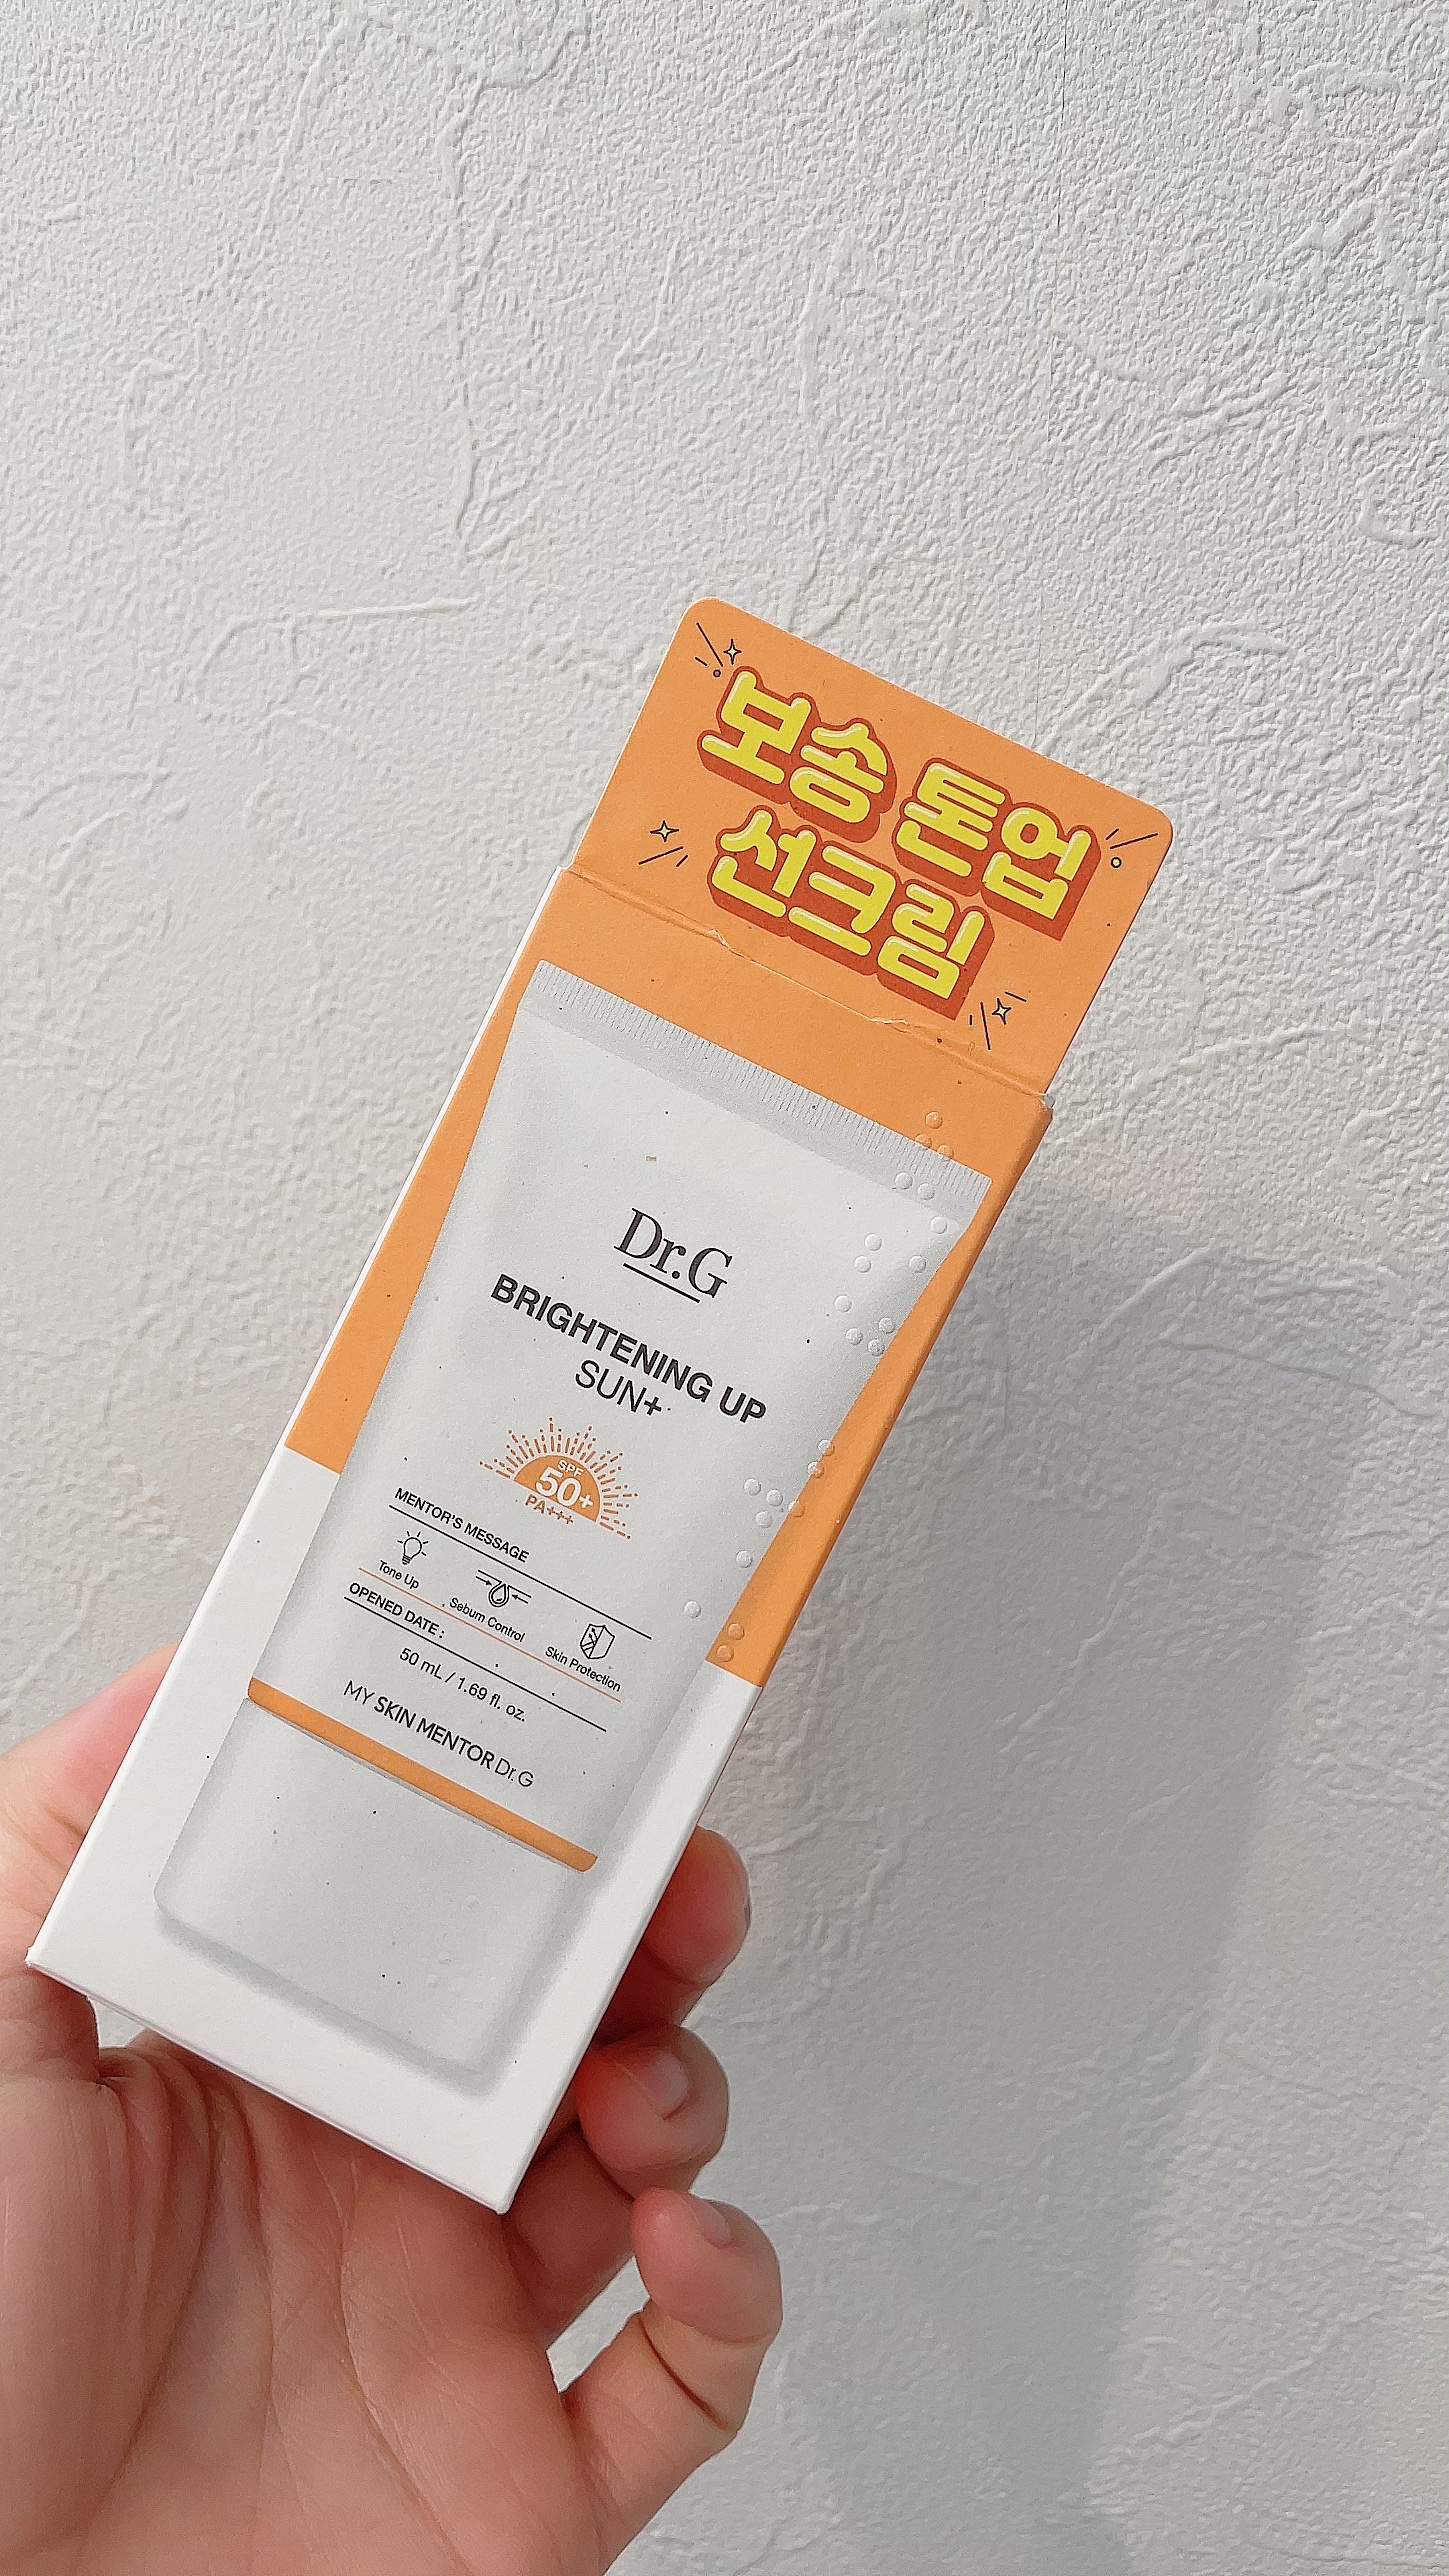 보송 톤업
선크림
Dr.G
BRIGHTENING UP
SUN+
SPF
50+
PA+++
MENTOR'S MESSAGE
Tone Up
Sebum Control
Skin Protection
OPENED DATE :
50 mL / 1.69 fl. oz.
MY SKIN MENTOR Dr.G